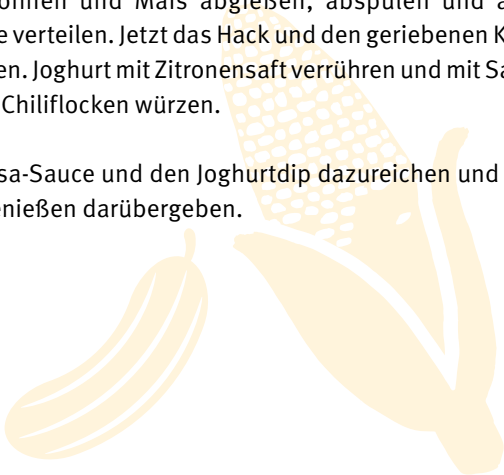 onnen und Mais abgießen, abspülen und a
e verteilen. Jetzt das Hack und den geriebenen K
en. Joghurt mit Zitronensaft verrühren und mit Sa
Chiliflocken würzen.
sa-Sauce und den Joghurtdip dazureichen und
enießen darübergeben.